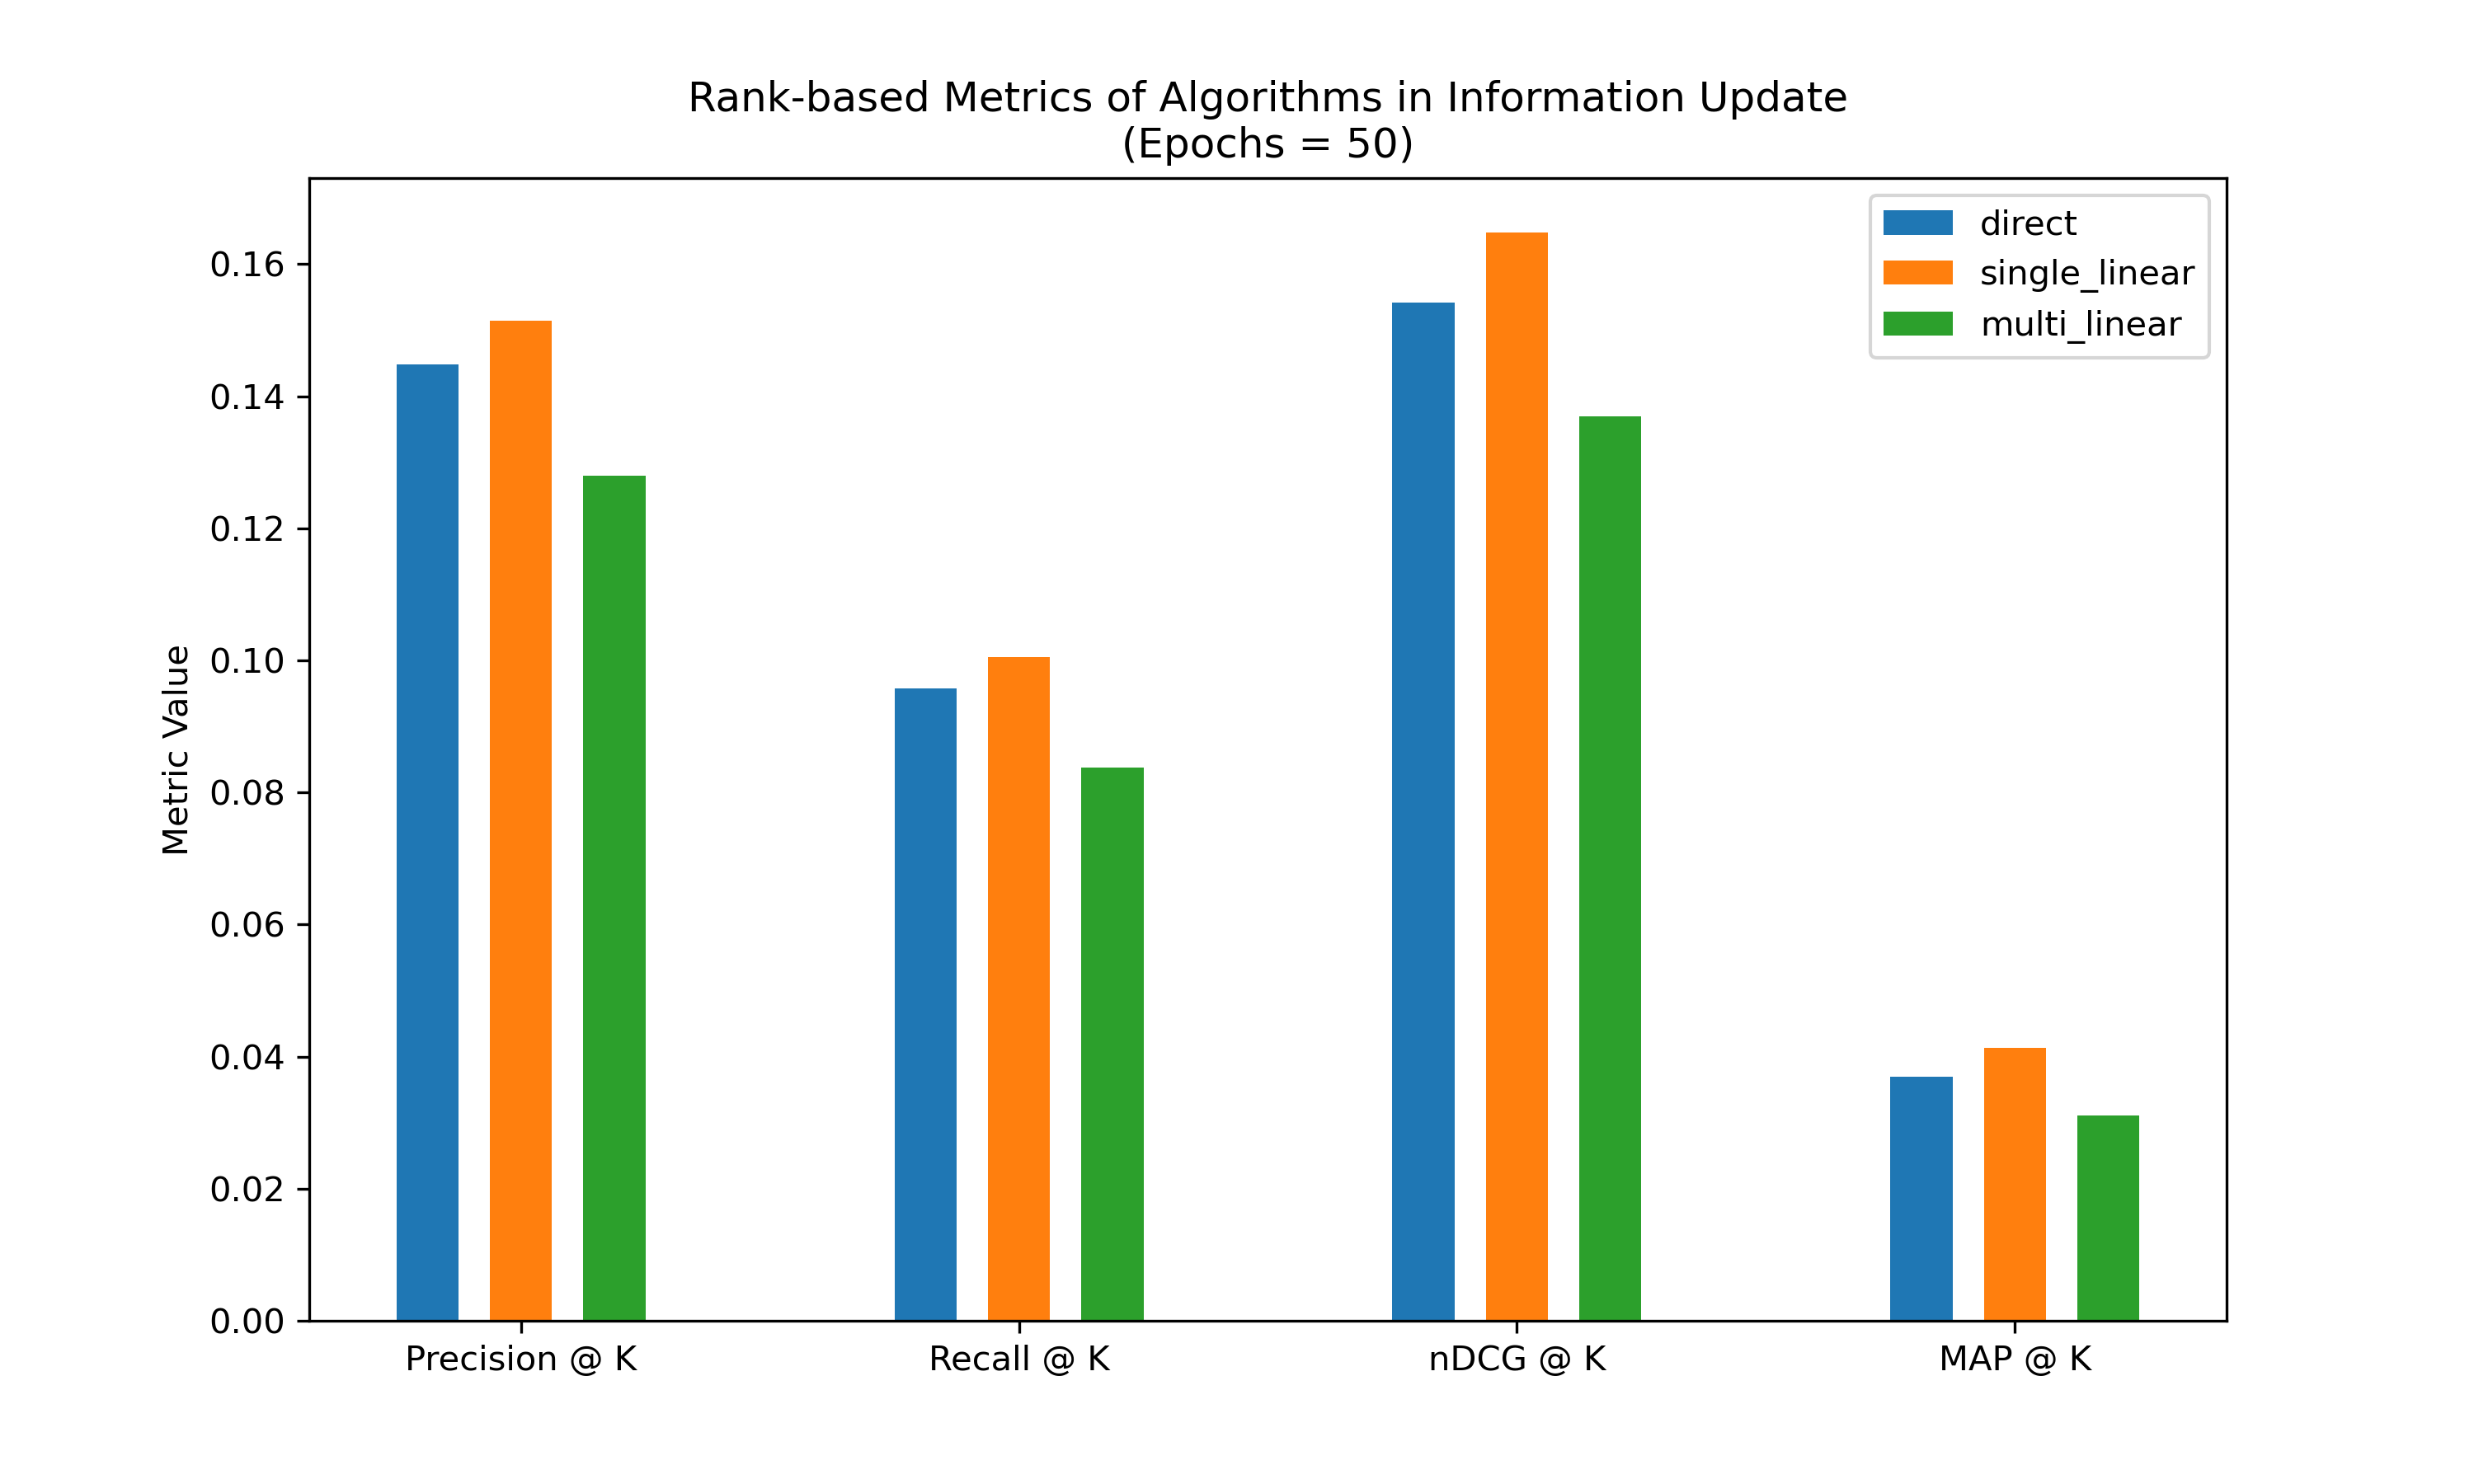 Rank-based Metrics of Algorithms in Information Update
(Epochs = 50)
direct
single_linear
multi_linear
Metric Value
0.16
0.14
0.12
0.10
0.08
0.06
0.04
0.02
0.00
Precision @ K
Recall @ K
nDCG @ K
MAP @ K